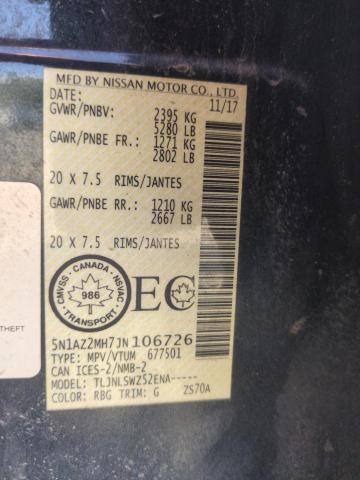 MFD BY NISSAN MOTOR CO., LTD.
DATE: 11/17
GVWR/PNBV: 2395 KG
5280 LB
GAWR/PNBE FR.: 1271 KG
2802 LB
20 X 7.5 RIMS/JANTES
GAWR/PNBE RR.: 1210 KG
2667 LB
20 X 7.5 RIMS/JANTES
CANADA
CMVSS NSVAC
986
TRANSPORT
EC
5N1AZ2MH7JN106726
TYPE: MPV/VTUM 677501
CAN ICES-2/NMB-2
MODEL: TLJNLSWZ52ENA-----
COLOR: RBG TRIM: G ZS70A
THEFT